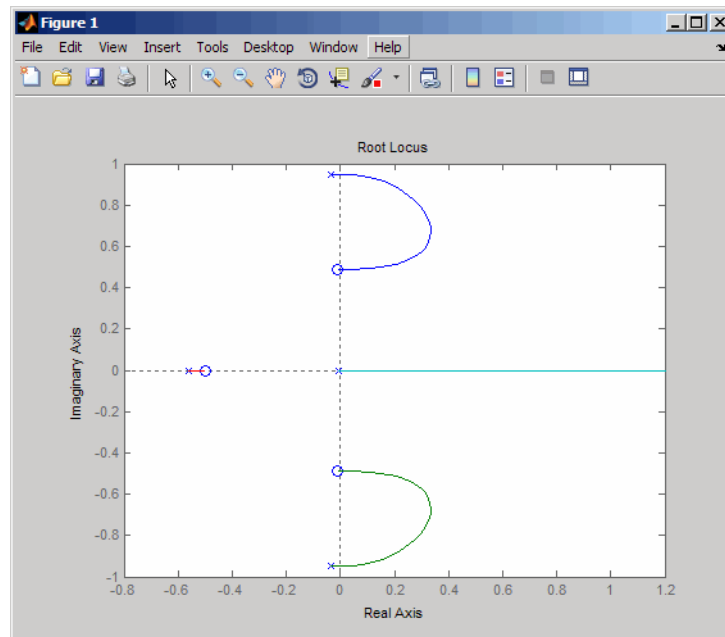 Figure 1
File Edit View Insert Tools Desktop Window Help
Root Locus
1
0.8
0.6
0.4
0.2
0
-0.2
-0.4
-0.6
-0.8
-1
Imaginary Axis
-0.8 -0.6 -0.4 -0.2 0 0.2 0.4 0.6 0.8 1 1.2
Real Axis